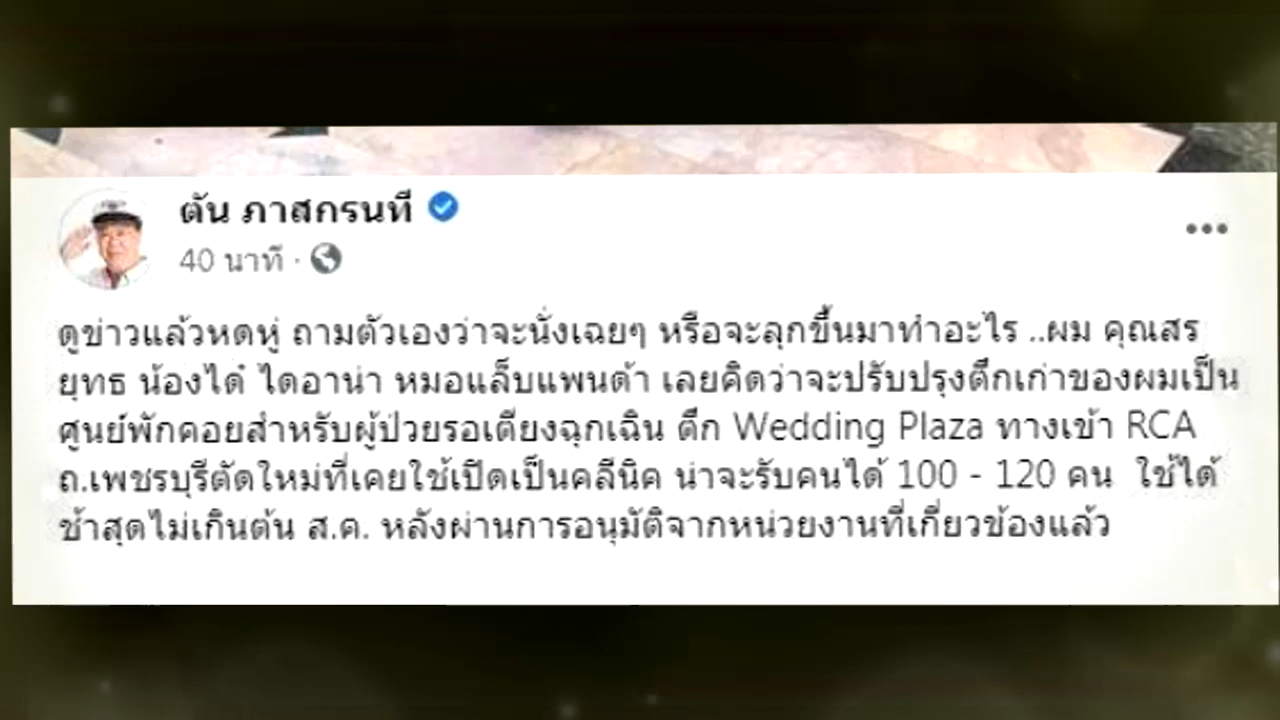 ตัน ภาสกรนที
40 นาที ·
ดูข่าวแล้วหดหู่ ถามตัวเองว่าจะนั่งเฉยๆ หรือจะลุกขึ้นมาทำอะไร ..ผม คุณสร
ยุทธ น้องได๋ ไดอาน่า หมอแล็บแพนด้า เลยคิดว่าจะปรับปรุงตึกเก่าของผมเป็น
ศูนย์พักคอยสำหรับผู้ป่วยรอเตียงฉุกเฉิน ตึก Wedding Plaza ทางเข้า RCA
ถ.เพชรบุรีตัดใหม่ที่เคยใช้เปิดเป็นคลีนิค น่าจะรับคนได้ 100 - 120 คน ใช้ได้
ช้าสุดไม่เกินต้น ส.ค. หลังผ่านการอนุมัติจากหน่วยงานที่เกี่ยวข้องแล้ว